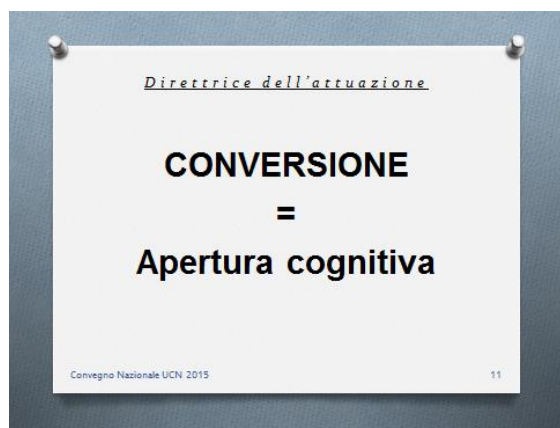 Direttrice dell'attuazione
CONVERSIONE
=
Apertura cognitiva
Convegno Nazionale UCN 2015
11